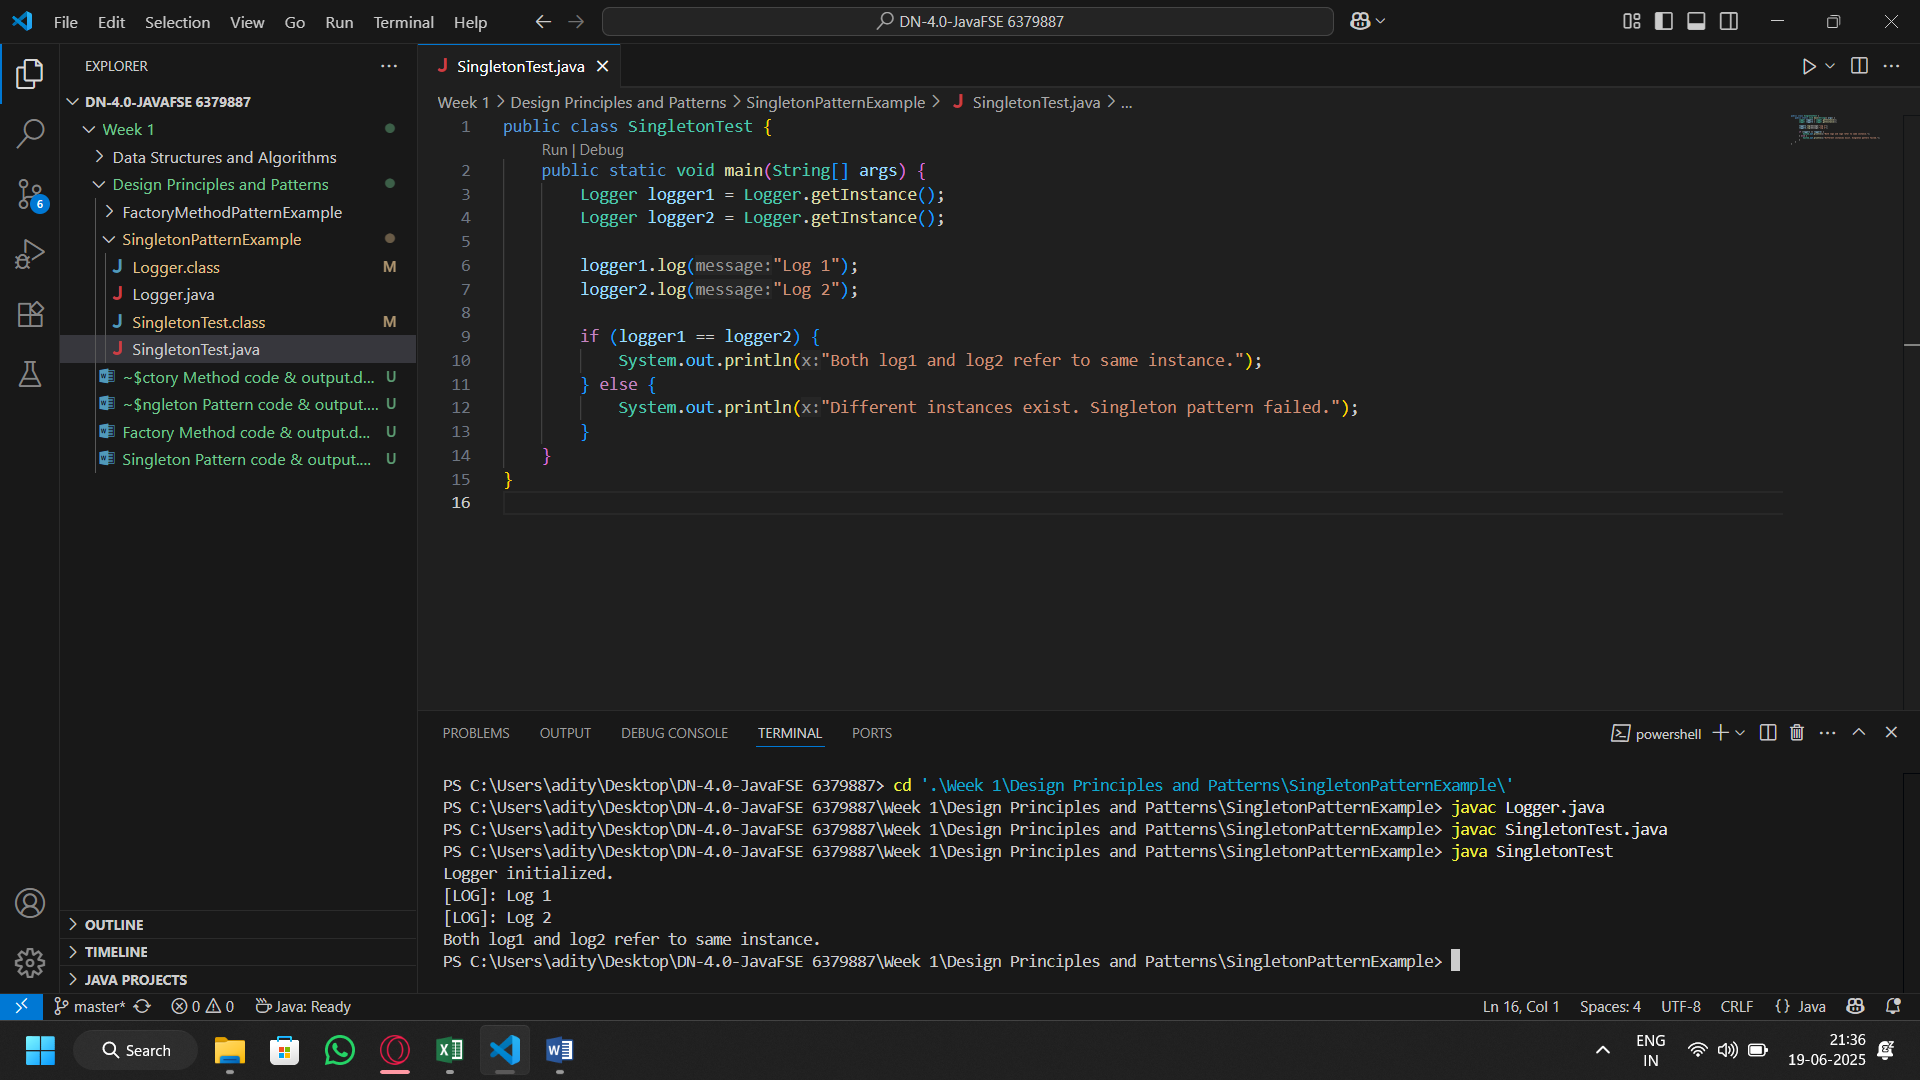 File Edit Selection View Go Run Terminal Help
DN-4.0-JavaFSE 6379887
EXPLORER
DN-4.0-JAVAFSE 6379887
Week 1
Data Structures and Algorithms
Design Principles and Patterns
FactoryMethodPatternExample
SingletonPatternExample
Logger.class M
Logger.java
SingletonTest.class M
SingletonTest.java
~$ctory Method code & output.d... U
~$ngleton Pattern code & output.... U
Factory Method code & output.d... U
Singleton Pattern code & output.... U
OUTLINE
TIMELINE
JAVA PROJECTS
6
SingletonTest.java
Week 1 > Design Principles and Patterns > SingletonPatternExample > SingletonTest.java > ...
1 public class SingletonTest {
Run | Debug
2 public static void main(String[] args) {
3 Logger logger1 = Logger.getInstance();
4 Logger logger2 = Logger.getInstance();
5
6 logger1.log(message:"Log 1");
7 logger2.log(message:"Log 2");
8
9 if (logger1 == logger2) {
10 System.out.println(x:"Both log1 and log2 refer to same instance.");
11 } else {
12 System.out.println(x:"Different instances exist. Singleton pattern failed.");
13 }
14 }
15 }
16
PROBLEMS OUTPUT DEBUG CONSOLE TERMINAL PORTS
powershell
PS C:\Users\adity\Desktop\DN-4.0-JavaFSE 6379887> cd '.\Week 1\Design Principles and Patterns\SingletonPatternExample\'
PS C:\Users\adity\Desktop\DN-4.0-JavaFSE 6379887\Week 1\Design Principles and Patterns\SingletonPatternExample> javac Logger.java
PS C:\Users\adity\Desktop\DN-4.0-JavaFSE 6379887\Week 1\Design Principles and Patterns\SingletonPatternExample> javac SingletonTest.java
PS C:\Users\adity\Desktop\DN-4.0-JavaFSE 6379887\Week 1\Design Principles and Patterns\SingletonPatternExample> java SingletonTest
Logger initialized.
[LOG]: Log 1
[LOG]: Log 2
Both log1 and log2 refer to same instance.
PS C:\Users\adity\Desktop\DN-4.0-JavaFSE 6379887\Week 1\Design Principles and Patterns\SingletonPatternExample>
master* 0 0 Java: Ready
Ln 16, Col 1 Spaces: 4 UTF-8 CRLF {} Java
Search
ENG
IN
21:36
19-06-2025